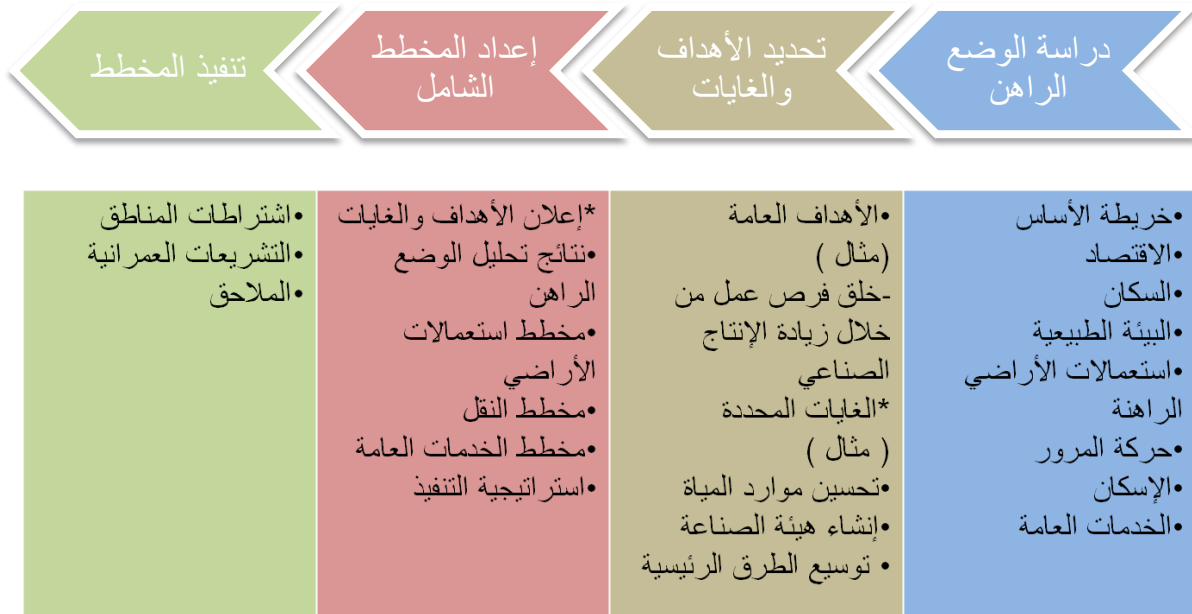 دراسة الوضع
الراهن
تحديد الأهداف
والغايات
إعداد المخطط
الشامل
تنفيذ المخطط
•خريطة الأساس
•الاقتصاد
•السكان
•البيئة الطبيعية
•استعمالات الأراضي
الراهنة
•حركة المرور
•الإسكان
•الخدمات العامة
•الأهداف العامة
(مثال )
-خلق فرص عمل من
خلال زيادة الإنتاج
الصناعي
*الغايات المحددة
( مثال )
•تحسين موارد المياة
•إنشاء هيئة الصناعة
• توسيع الطرق الرئيسية
*إعلان الأهداف والغايات
•نتائج تحليل الوضع
الراهن
•مخطط استعمالات
الأراضي
•مخطط النقل
•مخطط الخدمات العامة
•استراتيجية التنفيذ
•اشتراطات المناطق
•التشريعات العمرانية
•الملاحق